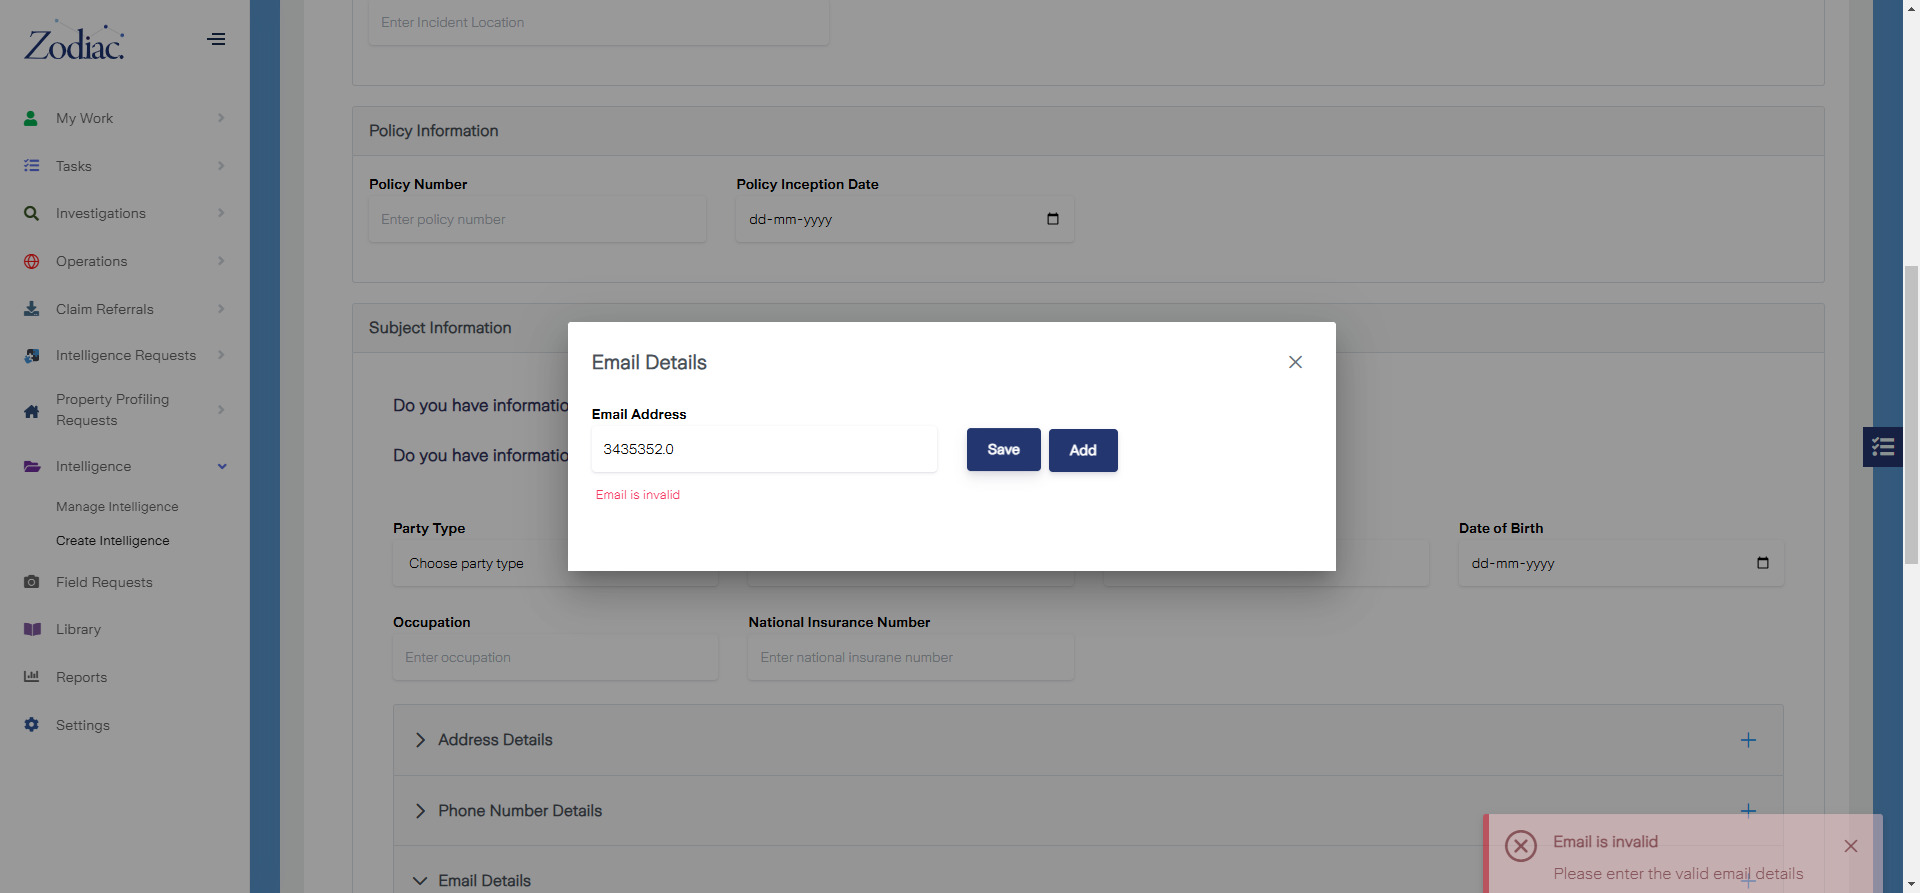 Zodiac.
My Work
Tasks
Investigations
Operations
Claim Referrals
Intelligence Requests
Property Profiling
Requests
Intelligence
Manage Intelligence
Create Intelligence
Field Requests
Library
Reports
Settings
Enter Incident Location
Policy Information
Policy Number
Policy Inception Date
Enter policy number
dd-mm-yyyy
Subject Information
Do you have informatio
Do you have informatio
Email Details
Email Address
3435352.0
Save
Add
Email is invalid
Party Type
Date of Birth
Choose party type
dd-mm-yyyy
Occupation
National Insurance Number
Enter occupation
Enter national insurane number
Address Details
Phone Number Details
Email Details
Email is invalid
Please enter the valid email details